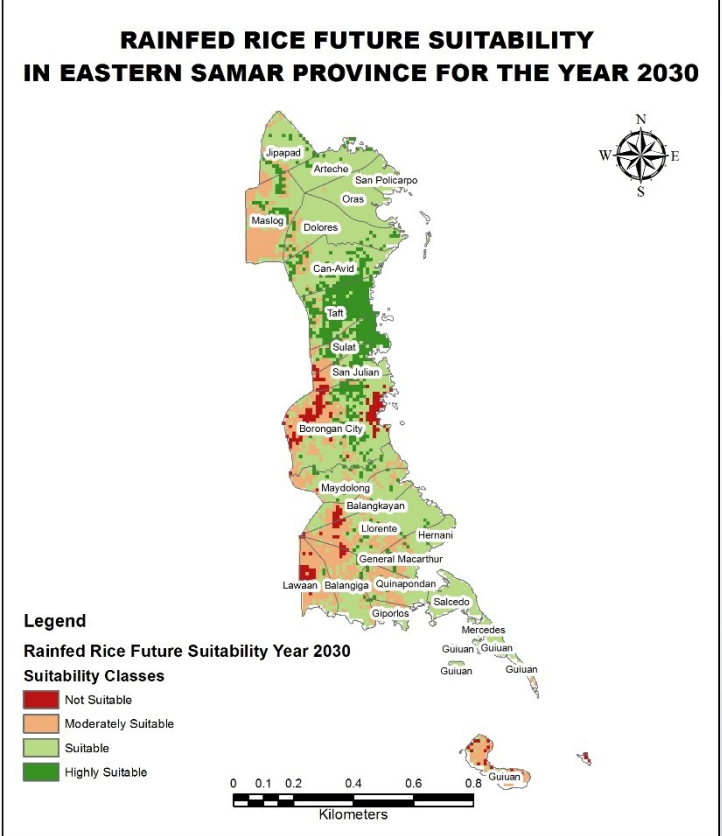 RAINFED RICE FUTURE SUITABILITY
IN EASTERN SAMAR PROVINCE FOR THE YEAR 2030
N
W E
S
Jipapad
Arteche
San Policarpo
Oras
Maslog
Dolores
Can-Avid
Taft
Sulat
San Julian
Borongan City
Maydolong
Balangkayan
Llorente
Hernani
General Macarthur
Lawaan Balangiga Quinapondan
Salcedo
Giporlos
Mercedes
Guiuan Guiuan
Guiuan Guiuan
Guiuan
Legend
Rainfed Rice Future Suitability Year 2030
Suitability Classes
Not Suitable
Moderately Suitable
Suitable
Highly Suitable
0 0.1 0.2 0.4 0.6 0.8
Kilometers